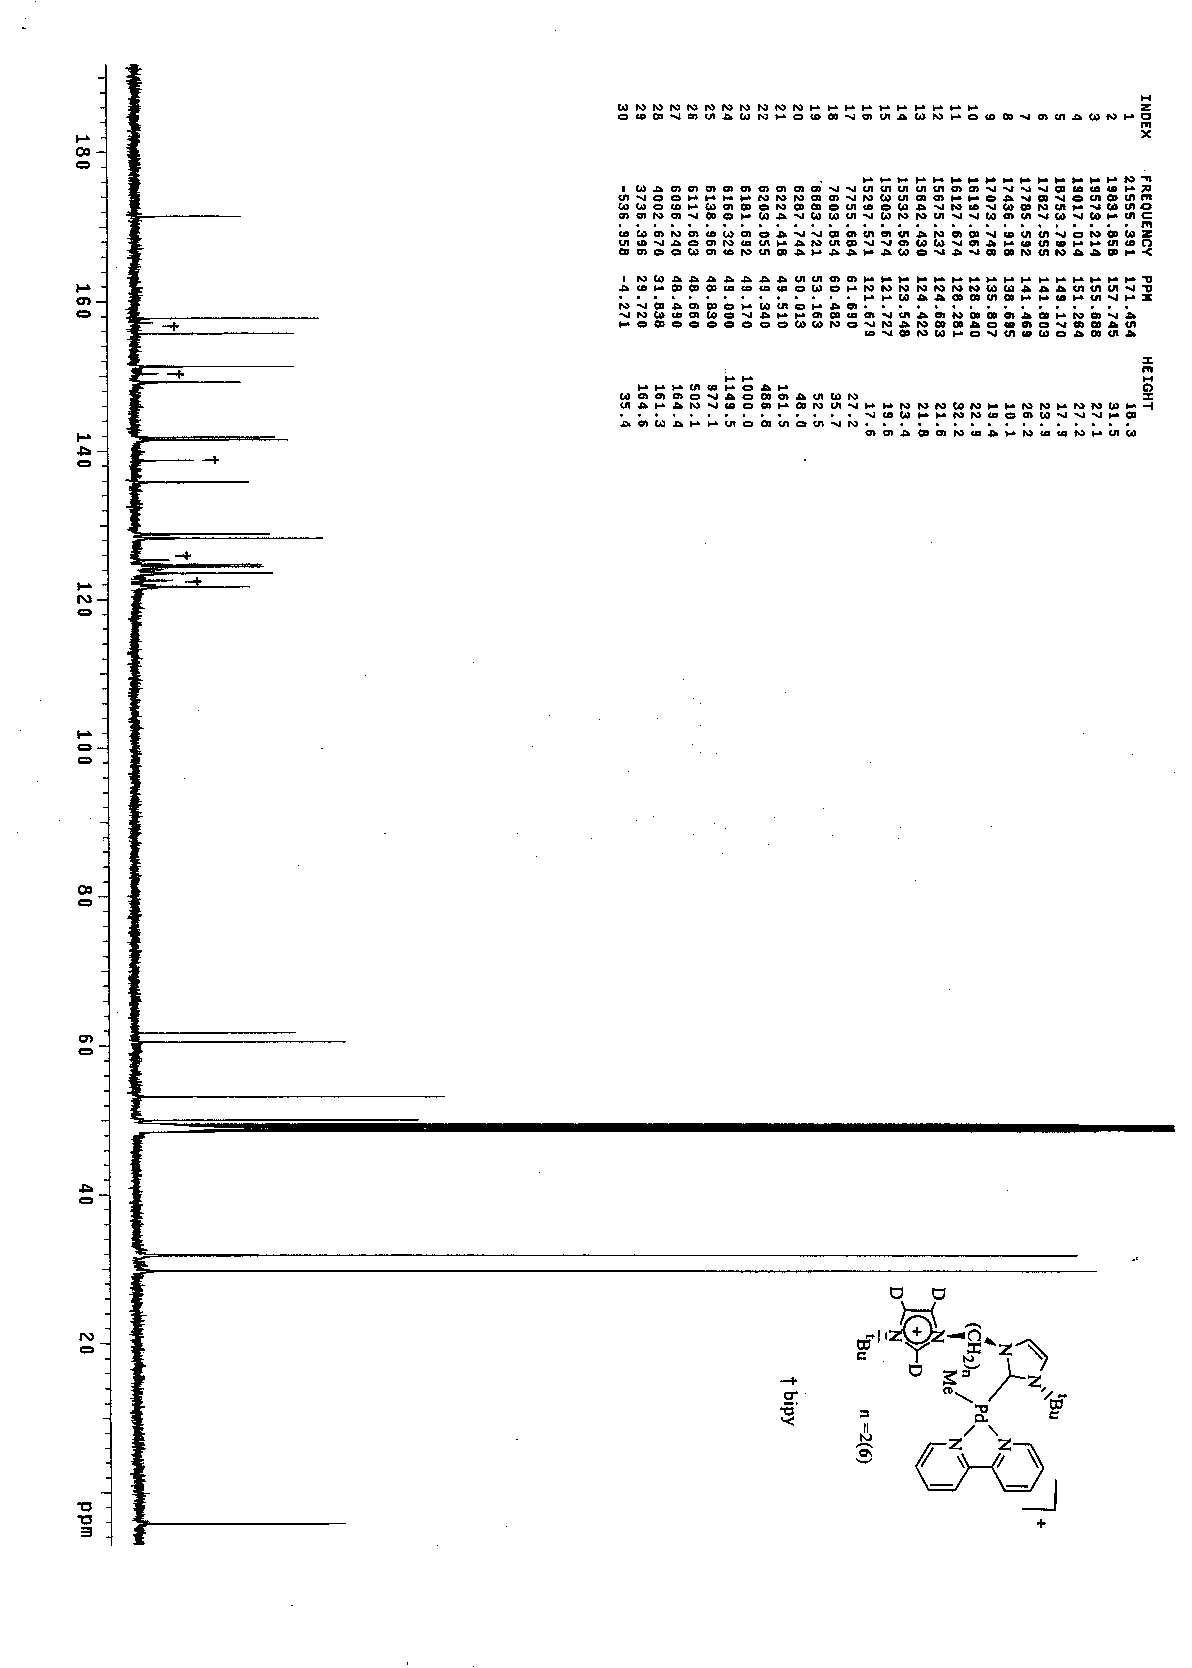 INDEX FREQUENCY PPM HEIGHT
1 21555.391 171.454 18.3
2 19831.858 157.745 31.5
3 19573.214 155.688 27.1
4 19017.014 151.264 27.2
5 18753.792 149.170 17.9
6 17827.555 141.803 23.9
7 17785.592 141.469 26.2
8 17436.918 138.695 10.1
9 17073.746 135.807 19.4
10 16197.867 128.840 22.9
11 16127.674 128.281 32.2
12 15675.237 124.683 21.6
13 15642.430 124.422 21.8
14 15532.563 123.548 23.4
15 15303.674 121.727 19.6
16 15297.571 121.679 17.6
17 7755.684 61.690 27.2
18 7603.854 60.482 35.7
19 6683.721 53.163 52.5
20 6287.744 50.013 48.0
21 6224.416 49.510 161.5
22 6203.055 49.340 486.8
23 6181.692 49.170 1000.0
24 6160.329 49.000 1149.5
25 6138.966 48.830 977.1
26 6117.603 48.660 502.1
27 6096.240 48.490 164.4
28 4002.670 31.838 161.3
29 3736.396 29.720 164.6
30 -536.958 -4.271 35.4
† † † † †
180 160 140 120 100 80 60 40 20 ppm
D D D
N N
+
tBu
(CH2)n
N N
tBu
Me Pd
N N
+
n =2(6)
† bipy